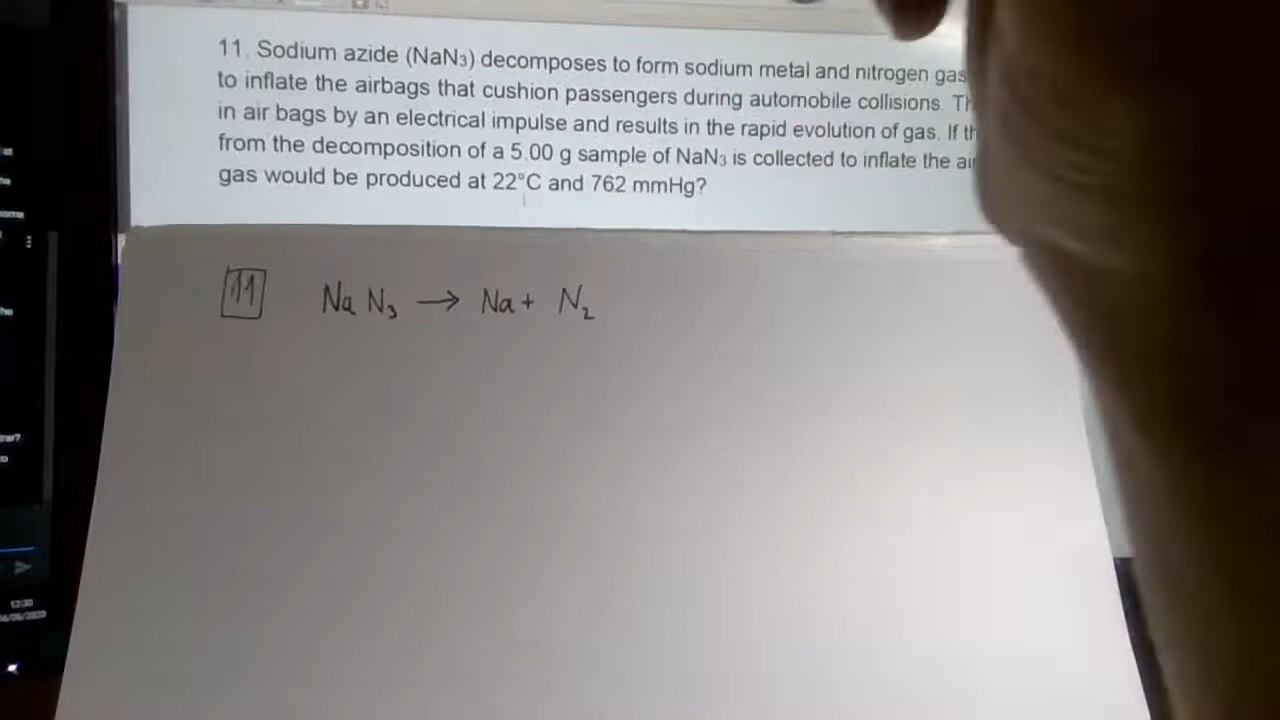 11. Sodium azide (NaN3) decomposes to form sodium metal and nitrogen gas
to inflate the airbags that cushion passengers during automobile collisions.
in air bags by an electrical impulse and results in the rapid evolution of gas. If
from the decomposition of a 5.00 g sample of NaN3 is collected to inflate the
gas would be produced at 22°C and 762 mmHg?
11 NaN3 → Na + N2
12:30